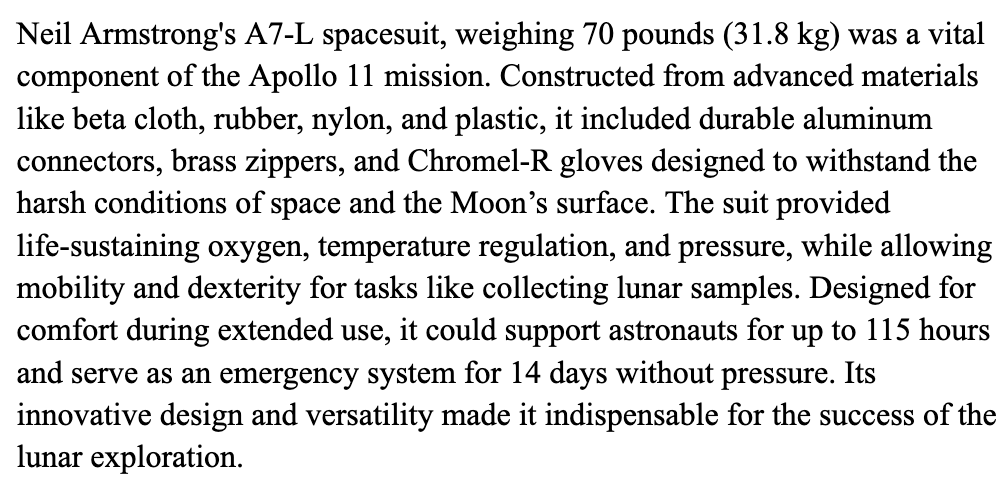 Neil Armstrong's A7-L spacesuit, weighing 70 pounds (31.8 kg) was a vital
component of the Apollo 11 mission. Constructed from advanced materials
like beta cloth, rubber, nylon, and plastic, it included durable aluminum
connectors, brass zippers, and Chromel-R gloves designed to withstand the
harsh conditions of space and the Moon’s surface. The suit provided
life-sustaining oxygen, temperature regulation, and pressure, while allowing
mobility and dexterity for tasks like collecting lunar samples. Designed for
comfort during extended use, it could support astronauts for up to 115 hours
and serve as an emergency system for 14 days without pressure. Its
innovative design and versatility made it indispensable for the success of the
lunar exploration.